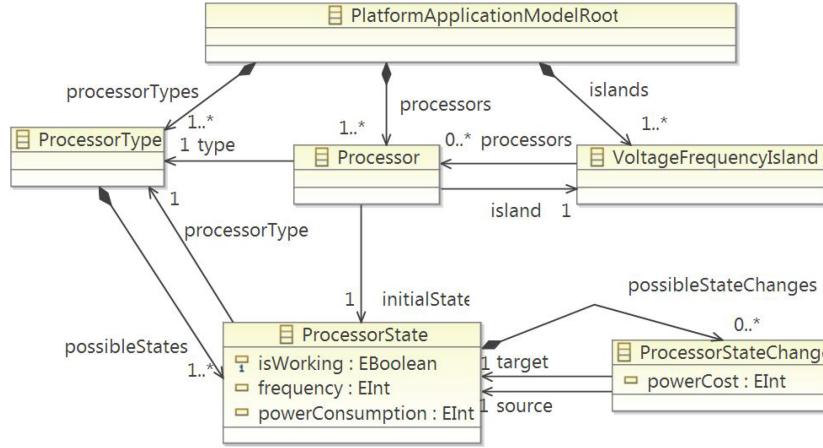 PlatformApplicationModelRoot
processorTypes
processors
islands
1..*
1..*
1..*
ProcessorType
1 type
Processor
0..* processors
VoltageFrequencyIsland
island 1
1
processorType
1 initialState
possibleStateChanges
0..*
possibleStates
1..*
ProcessorState
isWorking : EBoolean
frequency : EInt
powerConsumption : EInt
1 target
1 source
ProcessorStateChange
powerCost : EInt